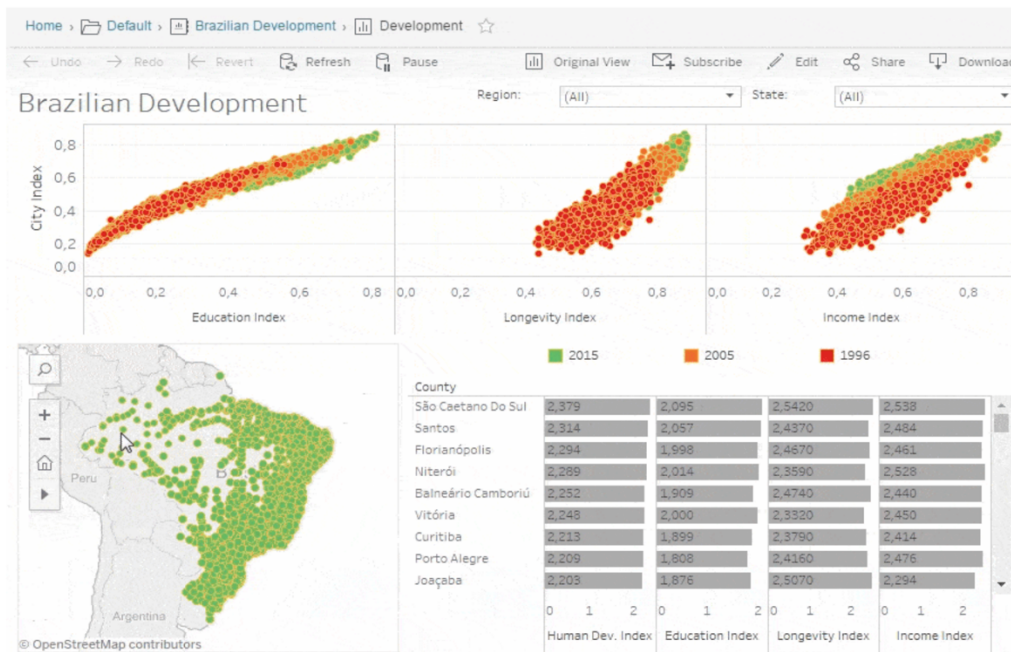 Home › Default › Brazilian Development › Development
Undo Redo Revert Refresh Pause Original View Subscribe Edit Share Download
Brazilian Development
Region: (All) State: (All)
City Index
0,8
0,6
0,4
0,2
0,0
0,0 0,2 0,4 0,6 0,8 0,0 0,2 0,4 0,6 0,8 0,0 0,2 0,4 0,6 0,8
Education Index Longevity Index Income Index
2015 2005 1996
Peru
B
Argentina
© OpenStreetMap contributors
County
São Caetano Do Sul 2,379 2,095 2,5420 2,538
Santos 2,314 2,057 2,4370 2,484
Florianópolis 2,294 1,998 2,4670 2,461
Niterói 2,289 2,014 2,3590 2,528
Balneário Camboriú 2,252 1,909 2,4740 2,440
Vitória 2,248 2,000 2,3320 2,450
Curitiba 2,213 1,899 2,3790 2,414
Porto Alegre 2,209 1,808 2,4160 2,476
Joaçaba 2,203 1,876 2,5070 2,294
0 1 2 0 1 2 0 1 2 0 1 2
Human Dev. Index Education Index Longevity Index Income Index